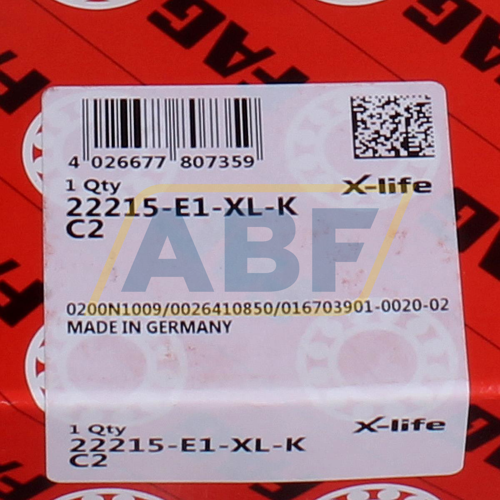 FAG
FAG
4 026677 807359
1 Qty
X-life
22215-E1-XL-K
C2
ABF
0200N1009/0026410850/016703901-0020-02
MADE IN GERMANY
1 Qty
X-life
22215-E1-XL-K
C2